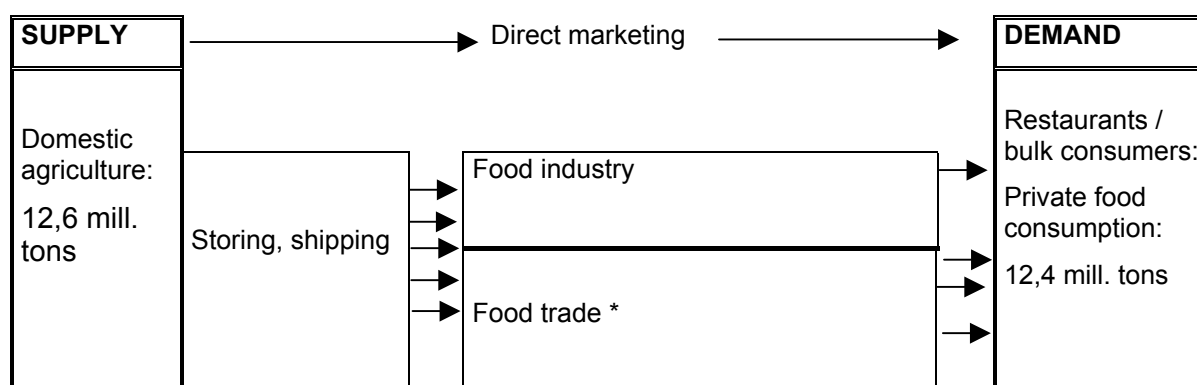 SUPPLY
Direct marketing
DEMAND
Domestic
agriculture:
12,6 mill.
tons
Storing, shipping
Food industry
Food trade *
Restaurants /
bulk consumers:
Private food
consumption:
12,4 mill. tons